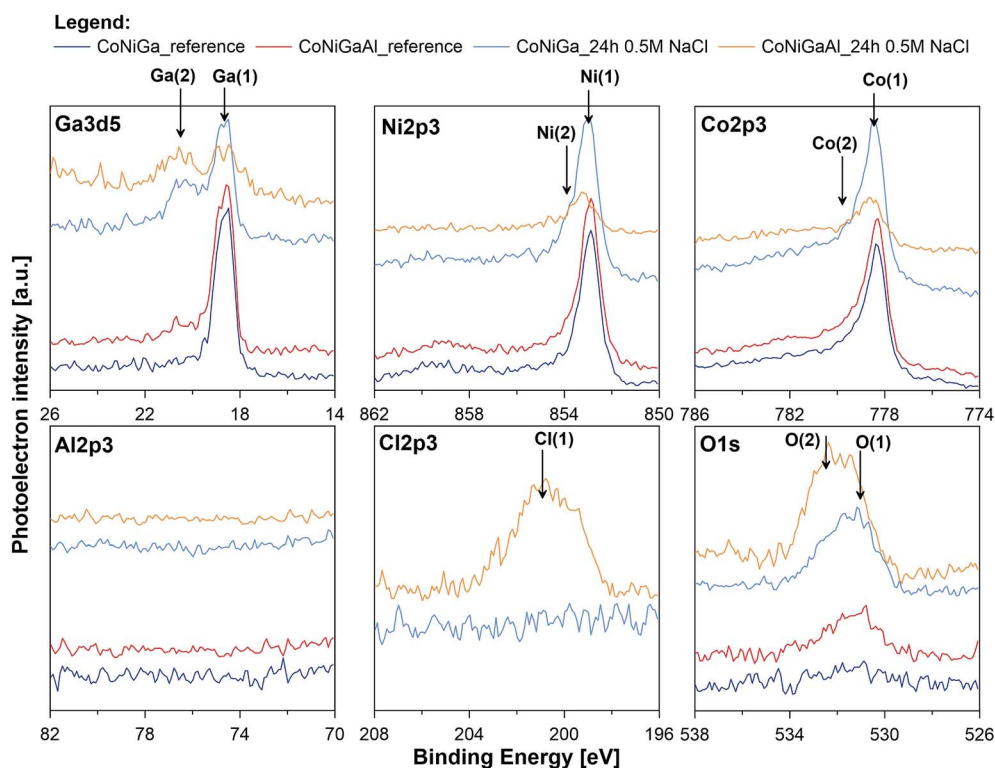 Legend:
CoNiGa_reference CoNiGaAl_reference CoNiGa_24h 0.5M NaCl CoNiGaAl_24h 0.5M NaCl
Ga(2) Ga(1) Ni(1) Co(1)
Ga3d5 Ni2p3 Co2p3
Ni(2) Co(2)
26 22 18 14 862 858 854 850 786 782 778 774
Al2p3 Cl2p3 O1s
Cl(1) O(2) O(1)
82 78 74 70 208 204 200 196 538 534 530 526
Photoelectron intensity [a.u.]
Binding Energy [eV]